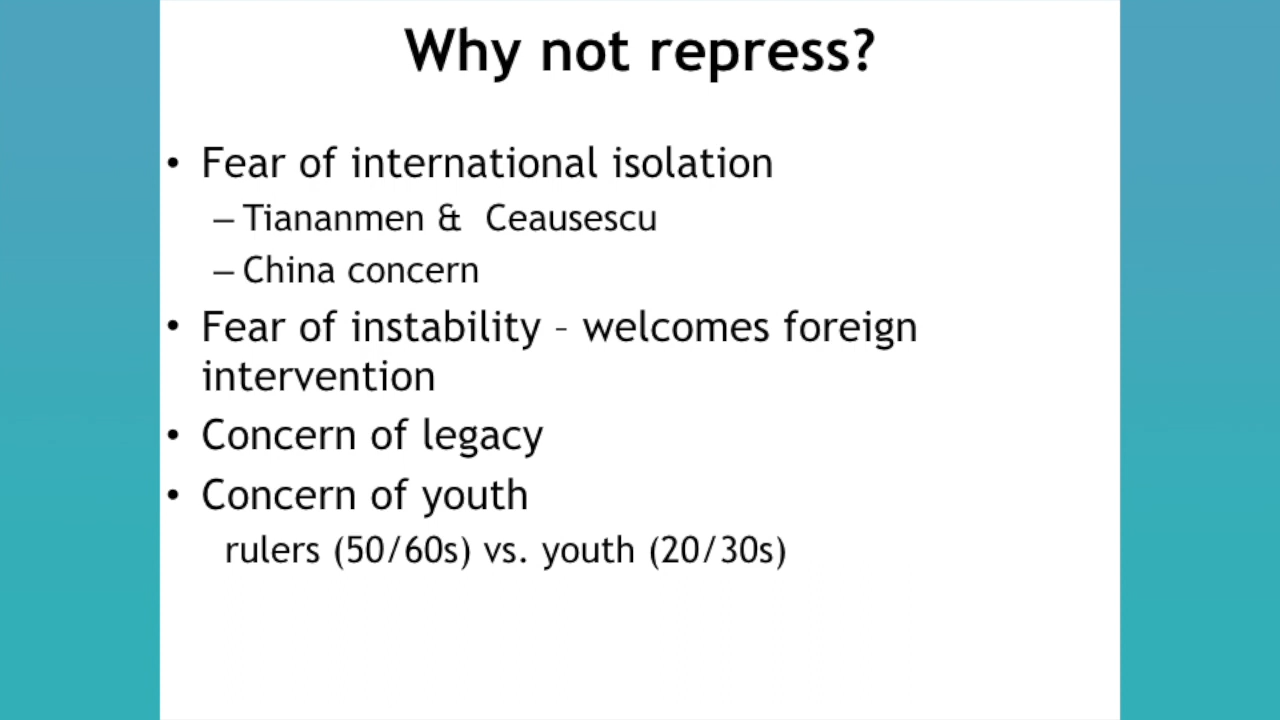 Why not repress?
• Fear of international isolation
– Tiananmen &  Ceausescu
– China concern
• Fear of instability – welcomes foreign
intervention
• Concern of legacy
• Concern of youth
rulers (50/60s) vs. youth (20/30s)